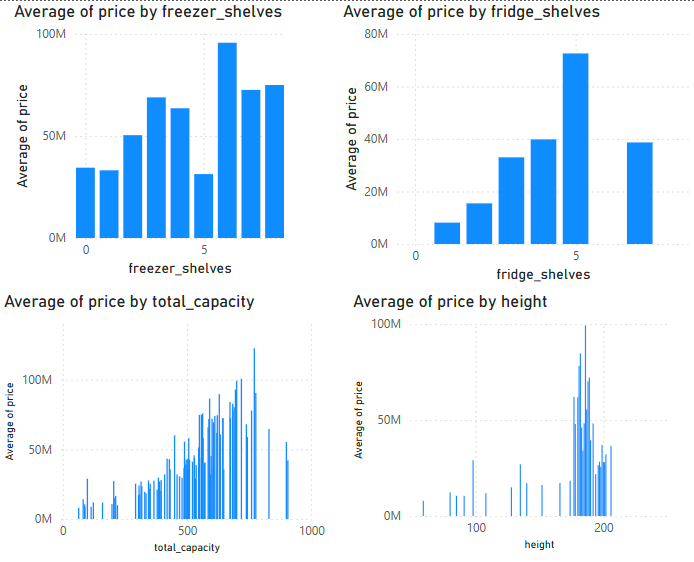 Average of price by freezer_shelves
100M
50M
0M
Average of price
0
5
freezer_shelves
Average of price by fridge_shelves
80M
60M
40M
20M
0M
Average of price
0
5
fridge_shelves
Average of price by total_capacity
100M
50M
0M
Average of price
0
500
1000
total_capacity
Average of price by height
100M
50M
0M
Average of price
100
200
height